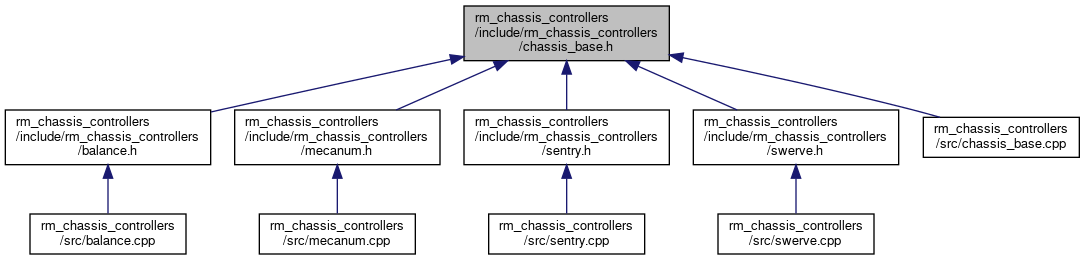 rm_chassis_controllers
/include/rm_chassis_controllers
/chassis_base.h
rm_chassis_controllers
/include/rm_chassis_controllers
/balance.h
rm_chassis_controllers
/include/rm_chassis_controllers
/mecanum.h
rm_chassis_controllers
/include/rm_chassis_controllers
/sentry.h
rm_chassis_controllers
/include/rm_chassis_controllers
/swerve.h
rm_chassis_controllers
/src/chassis_base.cpp
rm_chassis_controllers
/src/balance.cpp
rm_chassis_controllers
/src/mecanum.cpp
rm_chassis_controllers
/src/sentry.cpp
rm_chassis_controllers
/src/swerve.cpp